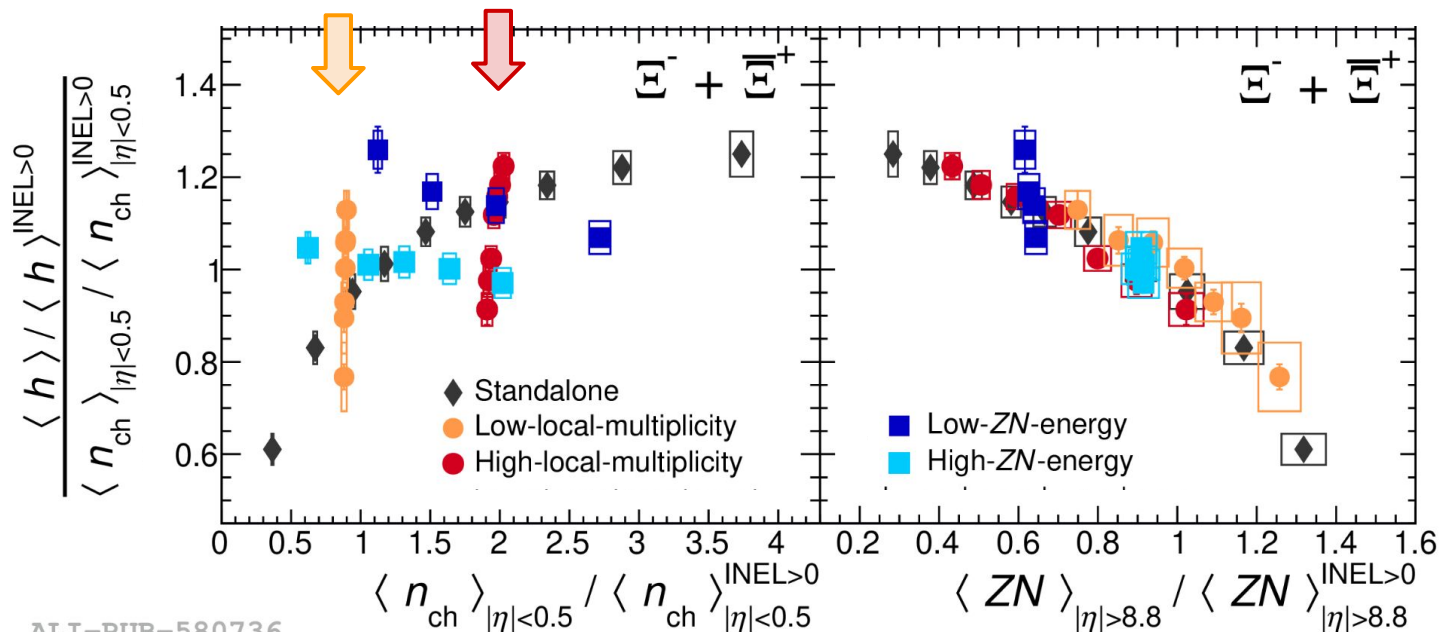 ⟨ h ⟩ / ⟨ h ⟩^INEL>0
⟨ n_ch ⟩_|η|<0.5 / ⟨ n_ch ⟩^INEL>0_|η|<0.5
1.4
1.2
1
0.8
0.6
Ξ⁻ + Ξ̅⁺
Standalone
Low-local-multiplicity
High-local-multiplicity
0 0.5 1 1.5 2 2.5 3 3.5 4
⟨ n_ch ⟩_|η|<0.5 / ⟨ n_ch ⟩^INEL>0_|η|<0.5
Ξ⁻ + Ξ̅⁺
Low-ZN-energy
High-ZN-energy
0.2 0.4 0.6 0.8 1 1.2 1.4 1.6
⟨ ZN ⟩_|η|>8.8 / ⟨ ZN ⟩^INEL>0_|η|>8.8
ALI-PUB-580736